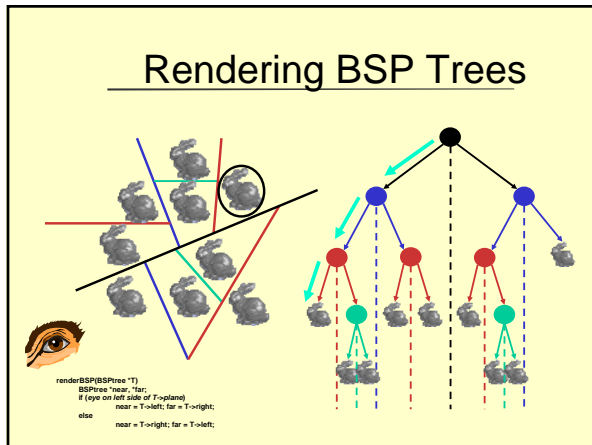 Rendering BSP Trees
renderBSP(BSPtree *T)
BSPtree *near, *far;
if (eye on left side of T->plane)
near = T->left; far = T->right;
else
near = T->right; far = T->left;